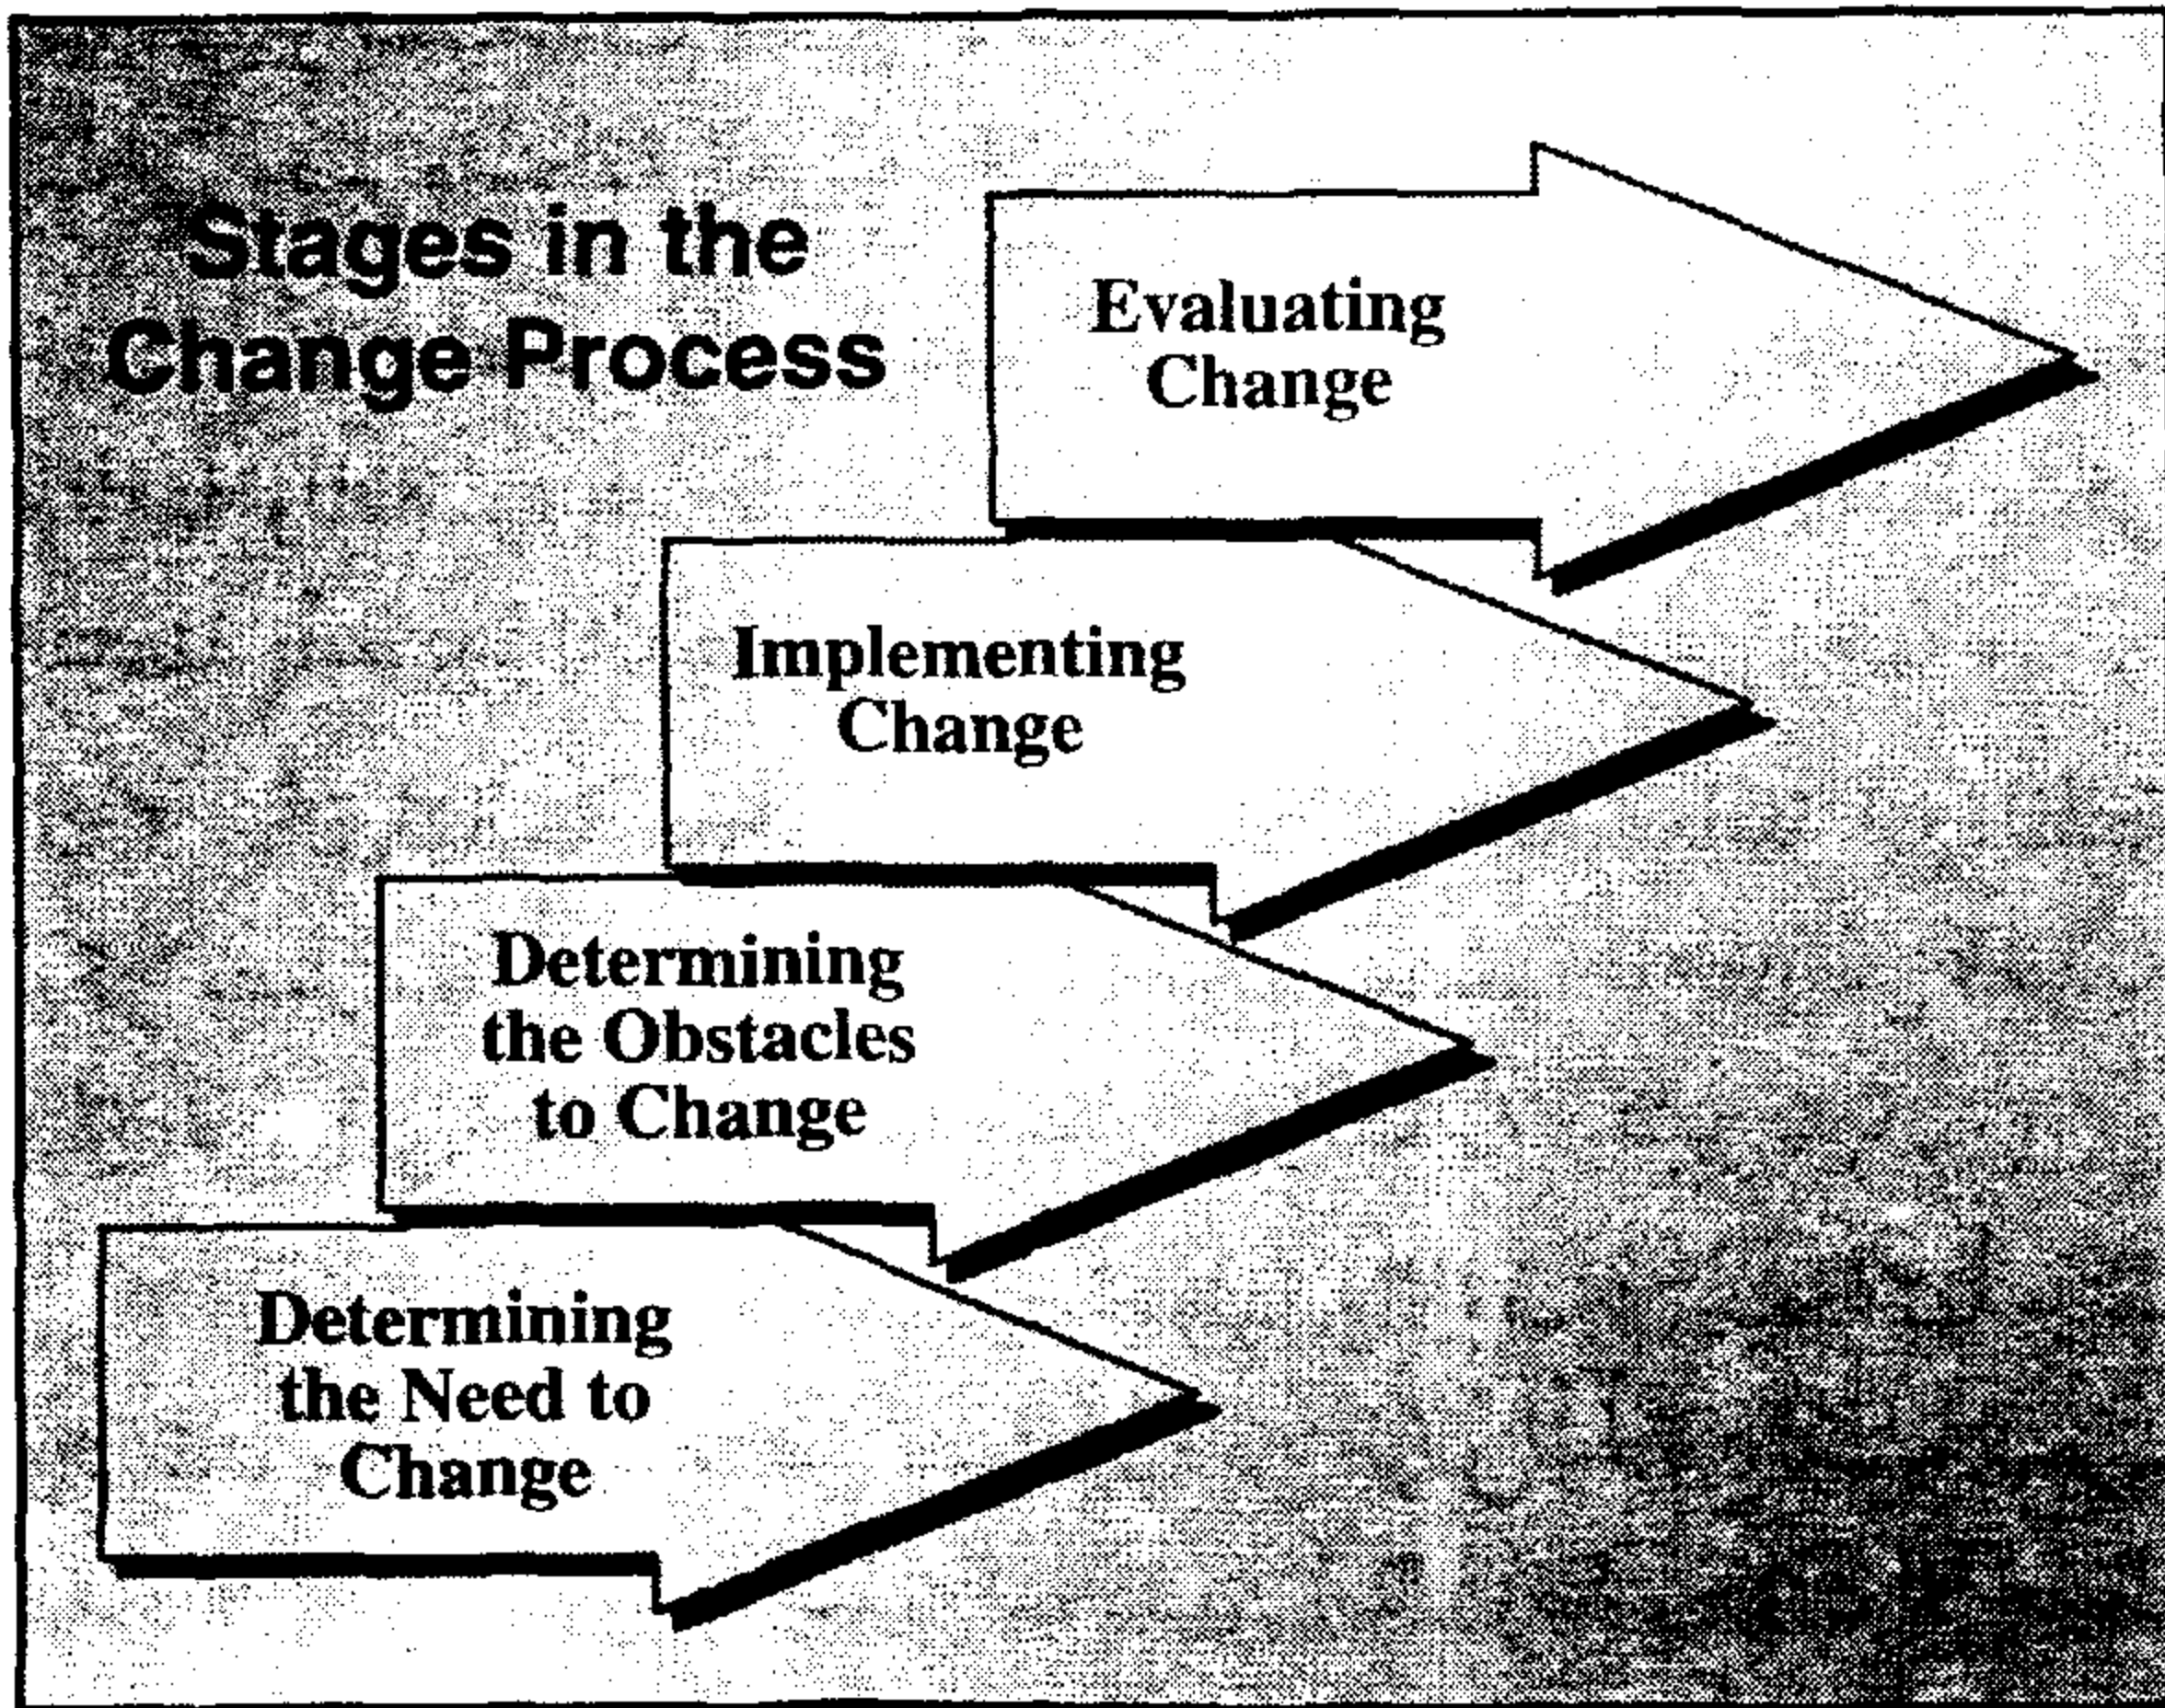 Stages in the
Change Process
Evaluating
Change
Implementing
Change
Determining
the Obstacles
to Change
Determining
the Need to
Change